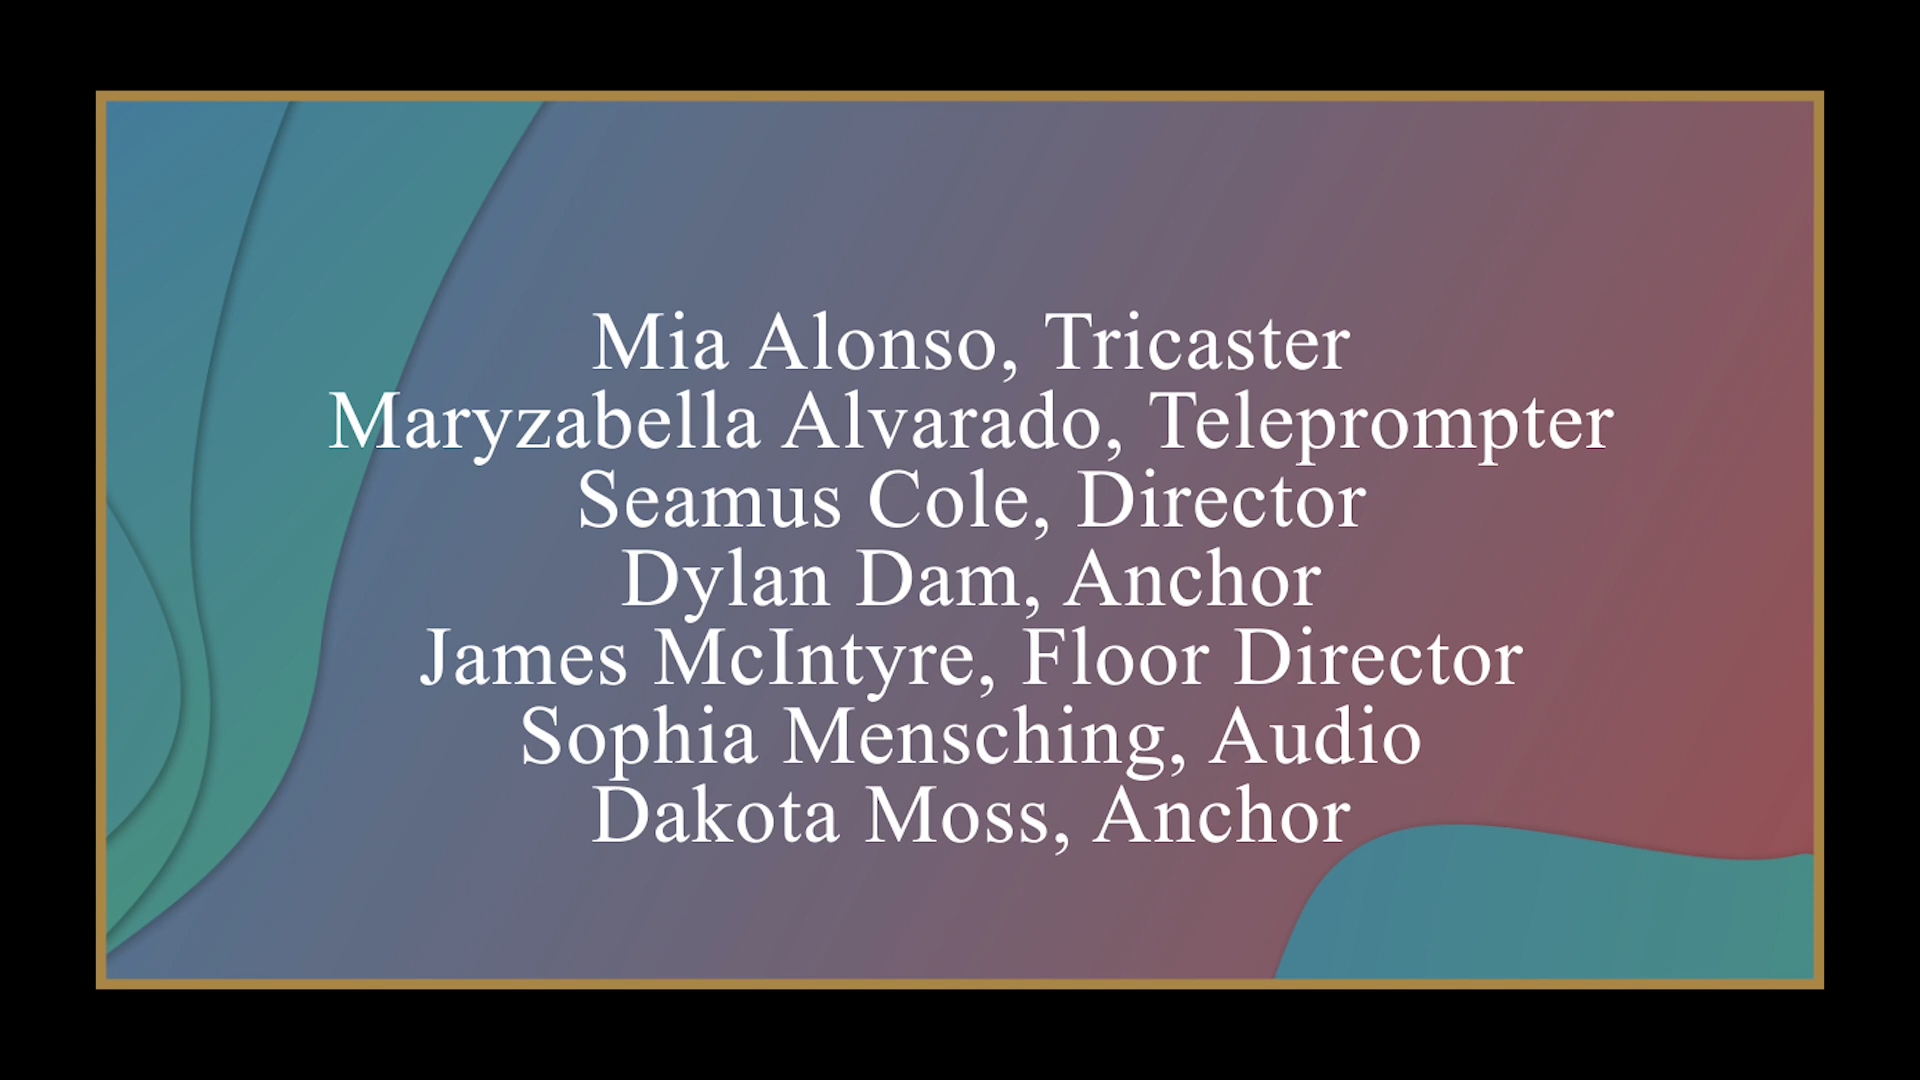 Mia Alonso, Tricaster
Maryzabella Alvarado, Teleprompter
Seamus Cole, Director
Dylan Dam, Anchor
James McIntyre, Floor Director
Sophia Mensching, Audio
Dakota Moss, Anchor